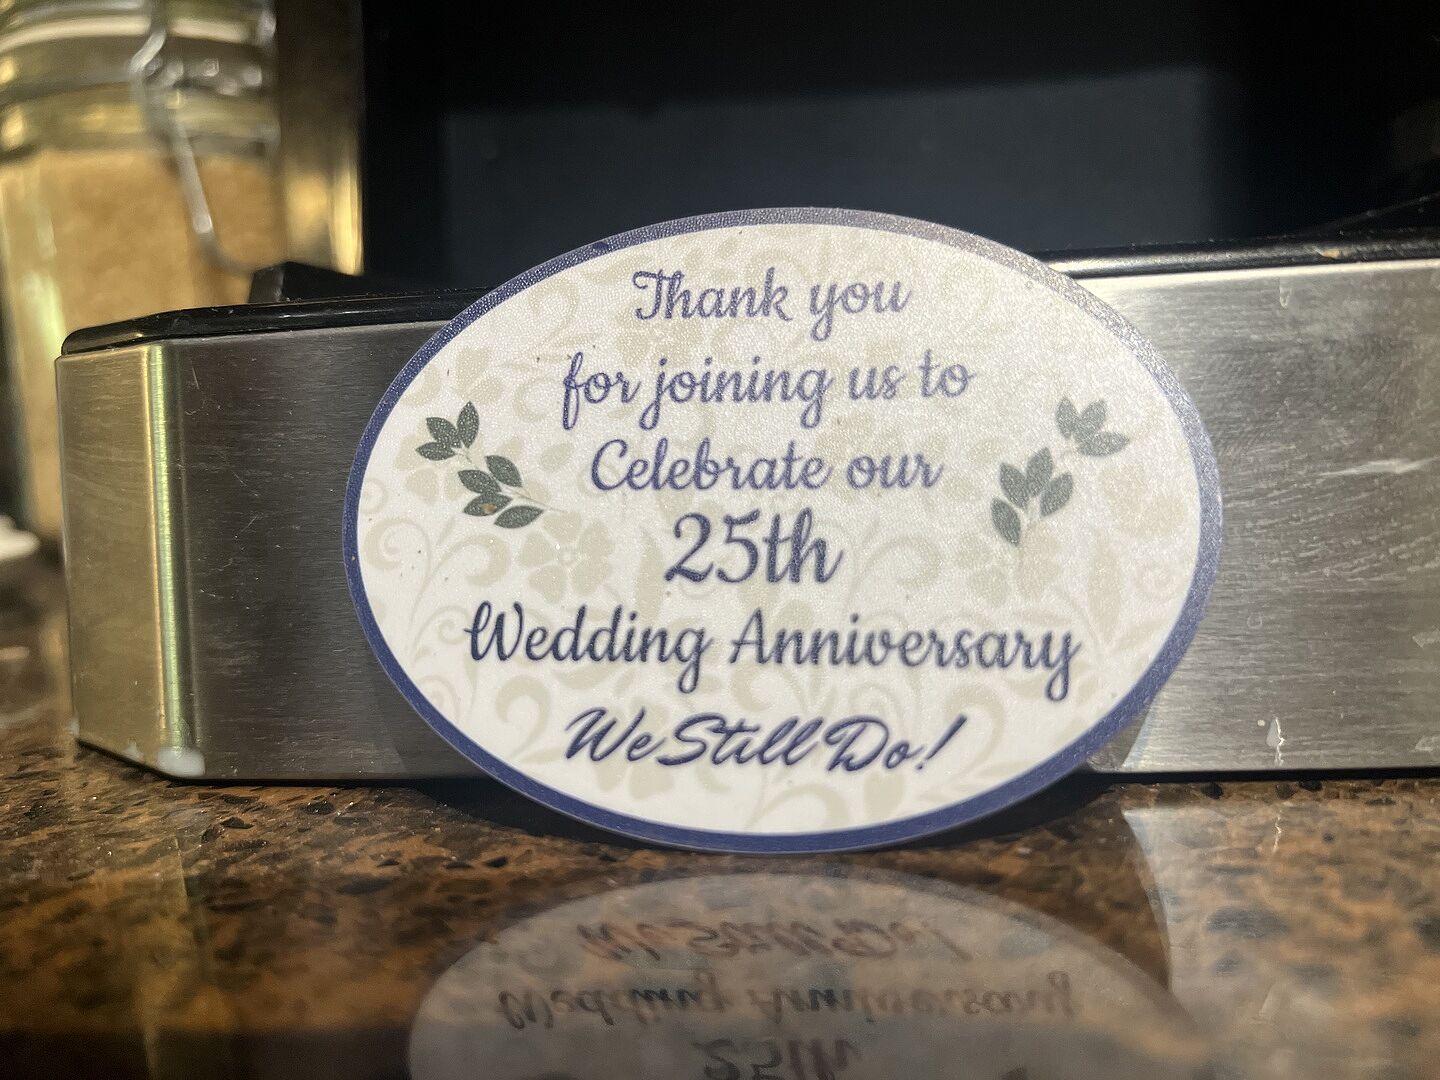 Thank you
for joining us to
Celebrate our
25th
Wedding Anniversary
We Still Do!